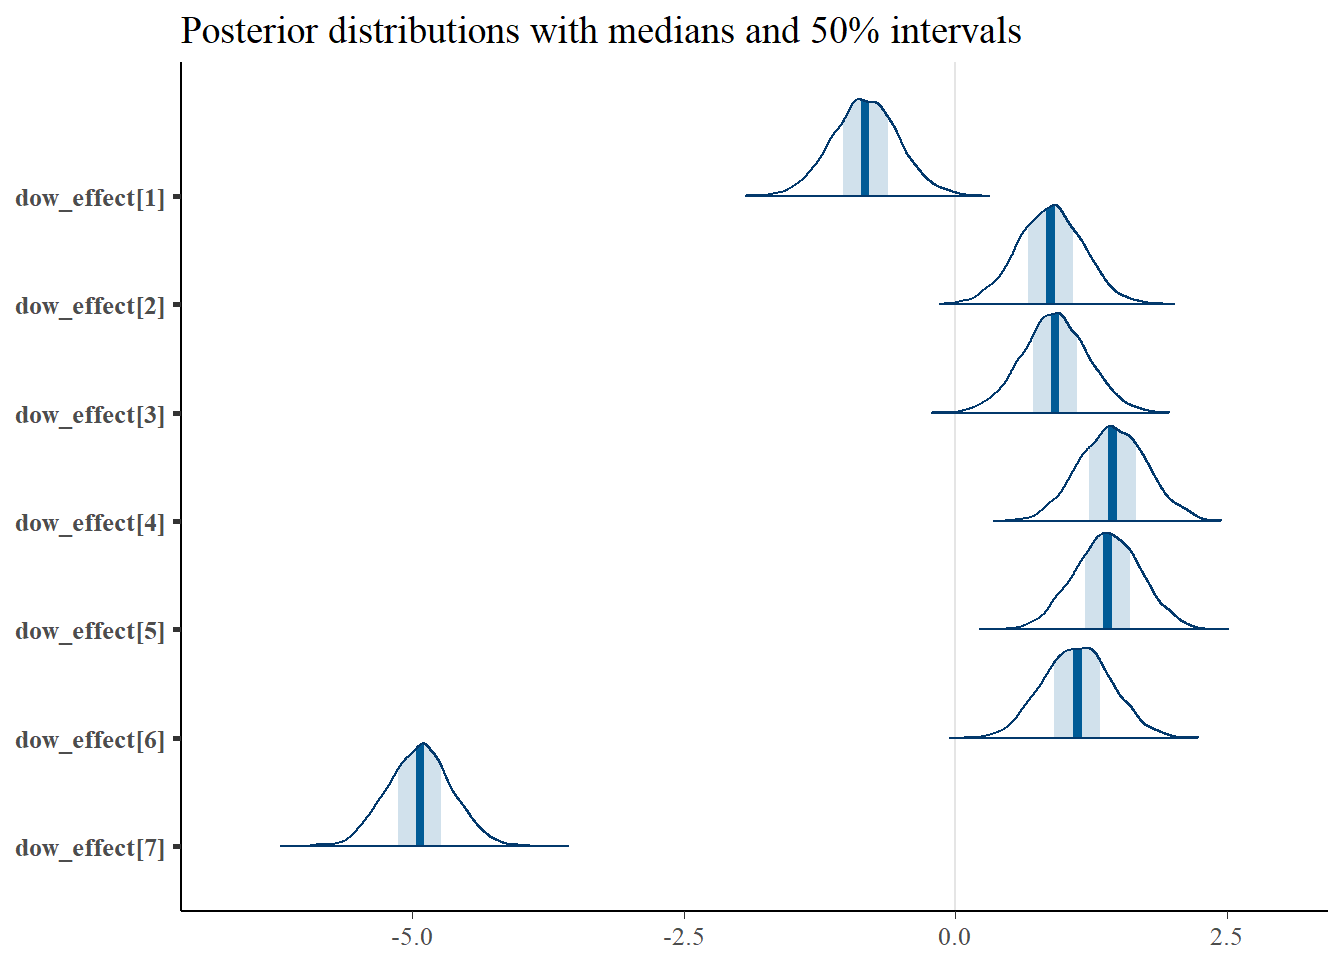 Posterior distributions with medians and 50% intervals
dow_effect[1]
dow_effect[2]
dow_effect[3]
dow_effect[4]
dow_effect[5]
dow_effect[6]
dow_effect[7]
-5.0 -2.5 0.0 2.5